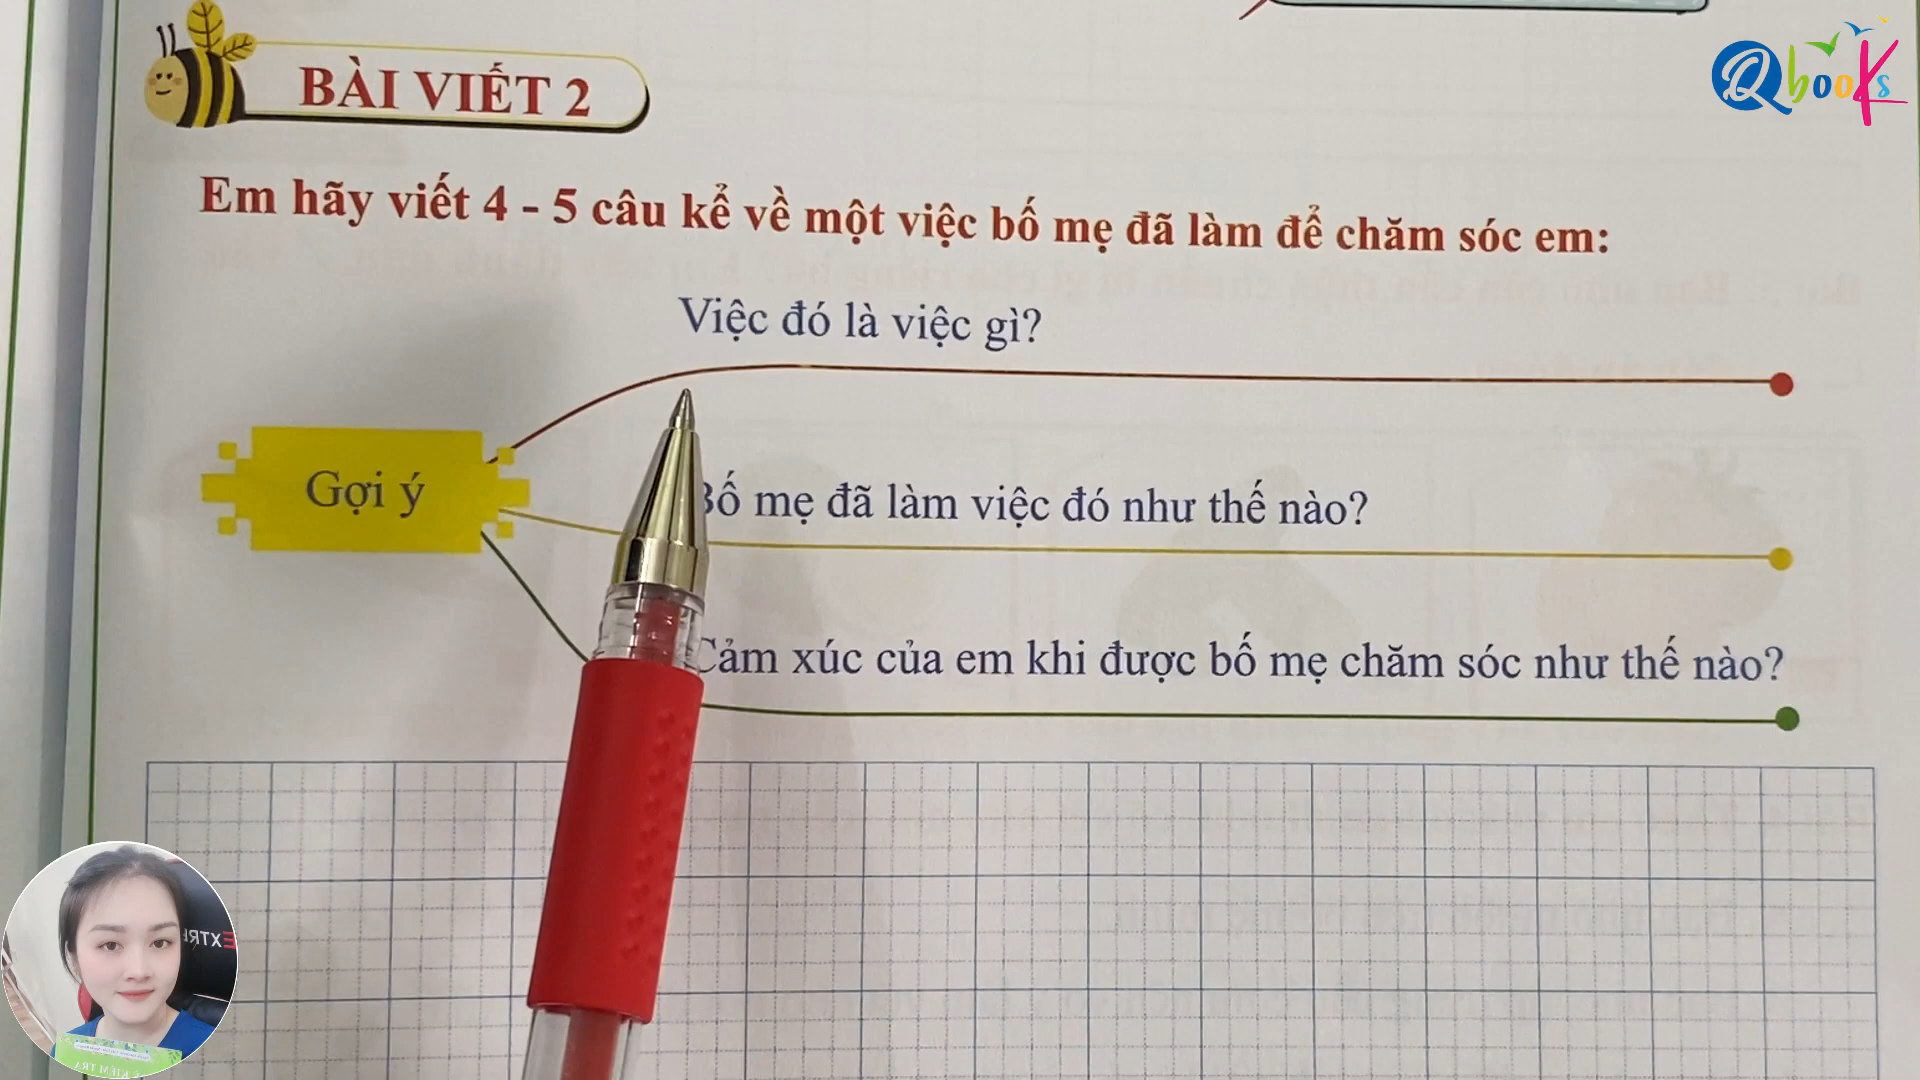 Qbooks
BÀI VIẾT 2
Em hãy viết 4 - 5 câu kể về một việc bố mẹ đã làm để chăm sóc em:
Việc đó là việc gì?
Gợi ý
Bố mẹ đã làm việc đó như thế nào?
Cảm xúc của em khi được bố mẹ chăm sóc như thế nào?